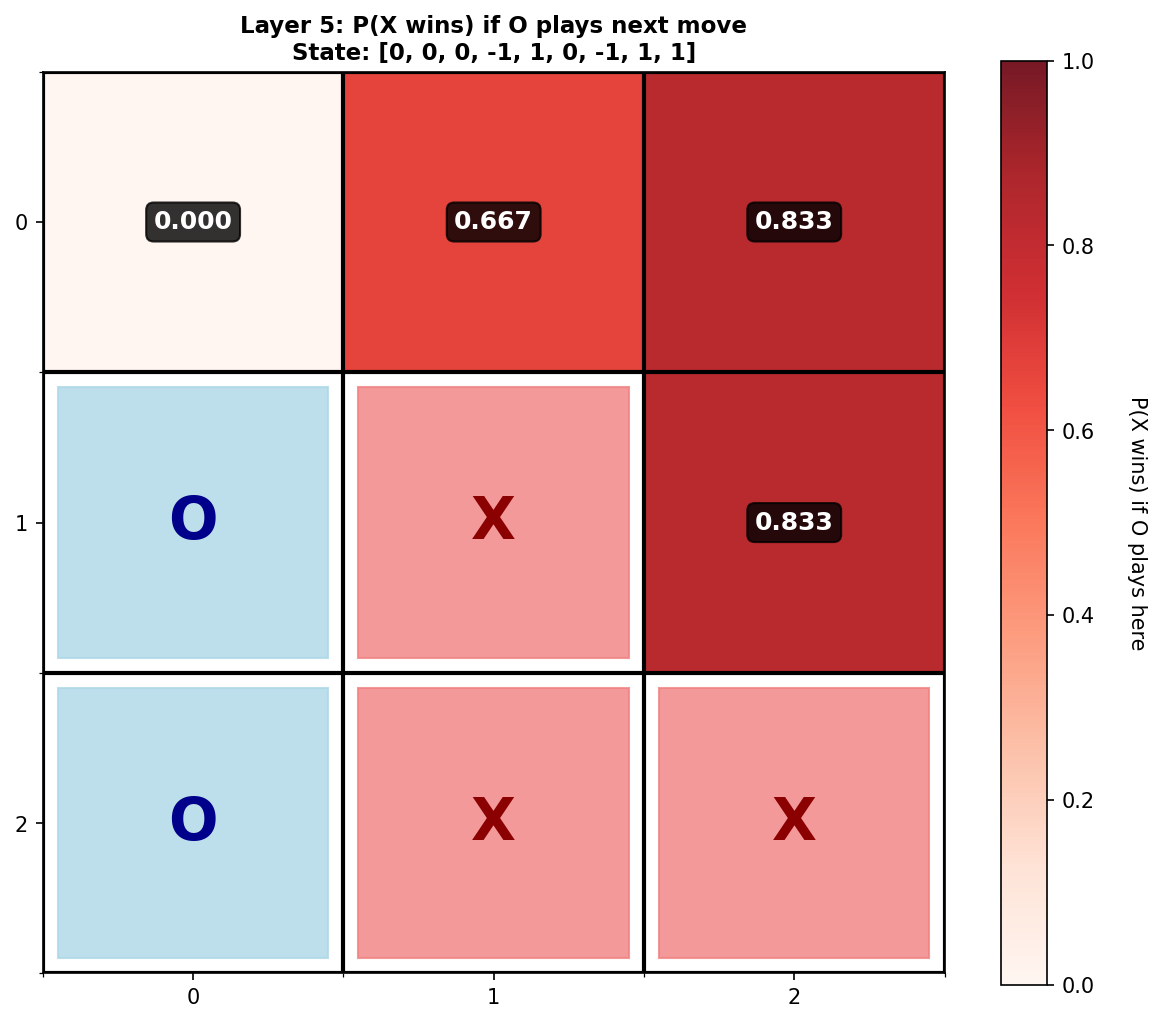 Layer 5: P(X wins) if O plays next move
State: [0, 0, 0, -1, 1, 0, -1, 1, 1]
0
0.000
0.667
0.833
1
O
X
0.833
2
O
X
X
0
1
2
1.0
0.8
0.6
0.4
0.2
0.0
P(X wins) if O plays here